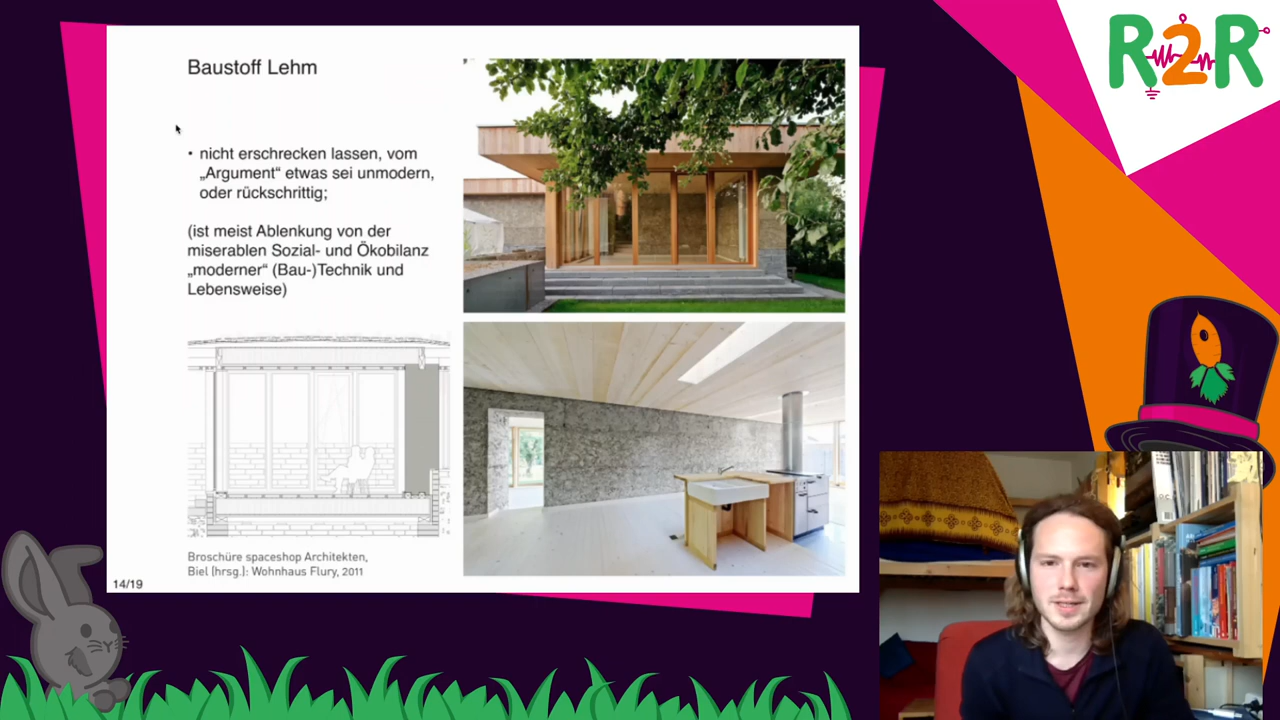 Baustoff Lehm
• nicht erschrecken lassen, vom
„Argument“ etwas sei unmodern,
oder rückschrittig;
(ist meist Ablenkung von der
miserablen Sozial- und Ökobilanz
„moderner“ (Bau-)Technik und
Lebensweise)
Broschüre spaceshop Architekten,
Biel (hrsg.): Wohnhaus Flury, 2011
14/19
R2R